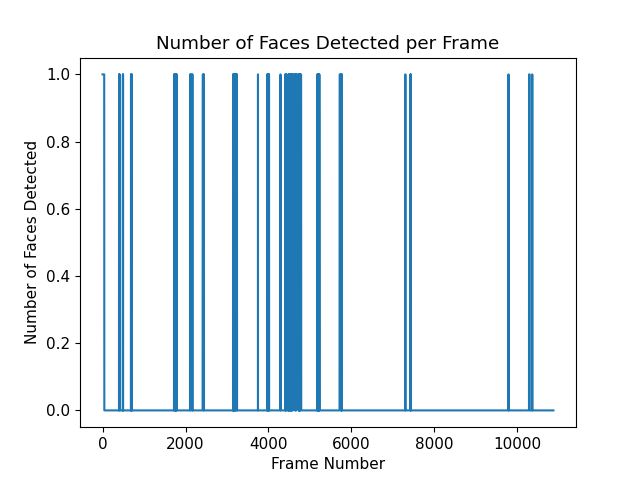 Number of Faces Detected per Frame
1.0
0.8
0.6
0.4
0.2
0.0
Number of Faces Detected
0 2000 4000 6000 8000 10000
Frame Number